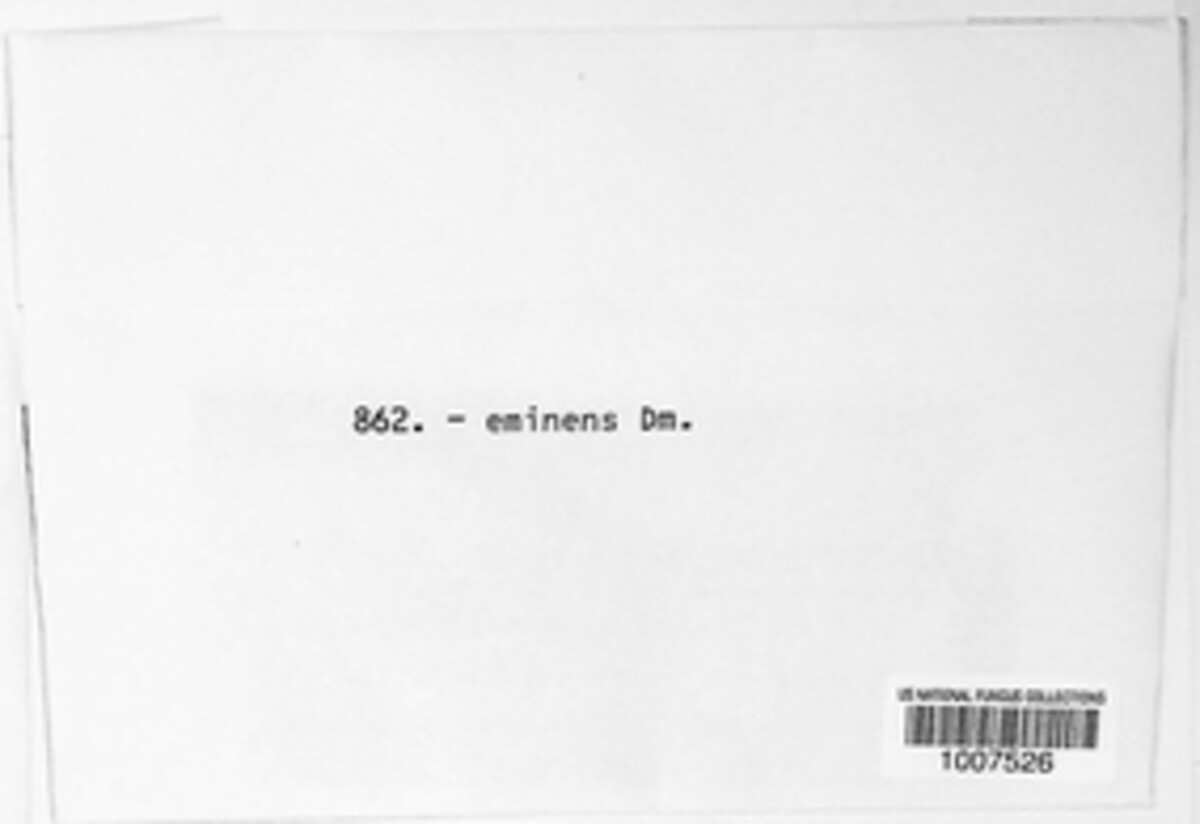 862. - eminens Dm.
US NATIONAL FUNGUS COLLECTIONS
1007526